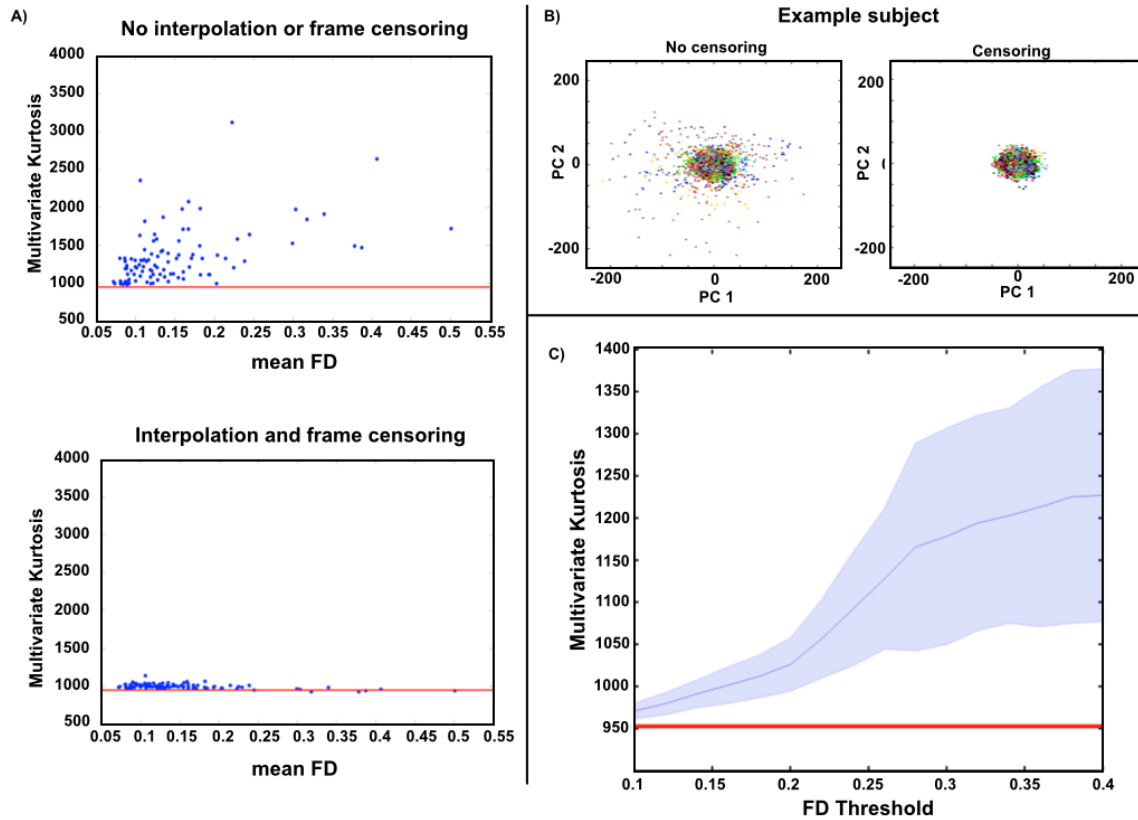 A)
No interpolation or frame censoring
Multivariate Kurtosis
4000
3500
3000
2500
2000
1500
1000
500
0.05 0.1 0.15 0.2 0.25 0.3 0.35 0.4 0.45 0.5 0.55
mean FD
Interpolation and frame censoring
Multivariate Kurtosis
4000
3500
3000
2500
2000
1500
1000
500
0.05 0.1 0.15 0.2 0.25 0.3 0.35 0.4 0.45 0.5 0.55
mean FD
B)
Example subject
No censoring
PC 2
200
0
-200
-200 0 200
PC 1
Censoring
PC 2
200
0
-200
-200 0 200
PC 1
C)
Multivariate Kurtosis
1400
1350
1300
1250
1200
1150
1100
1050
1000
950
0.1 0.15 0.2 0.25 0.3 0.35 0.4
FD Threshold